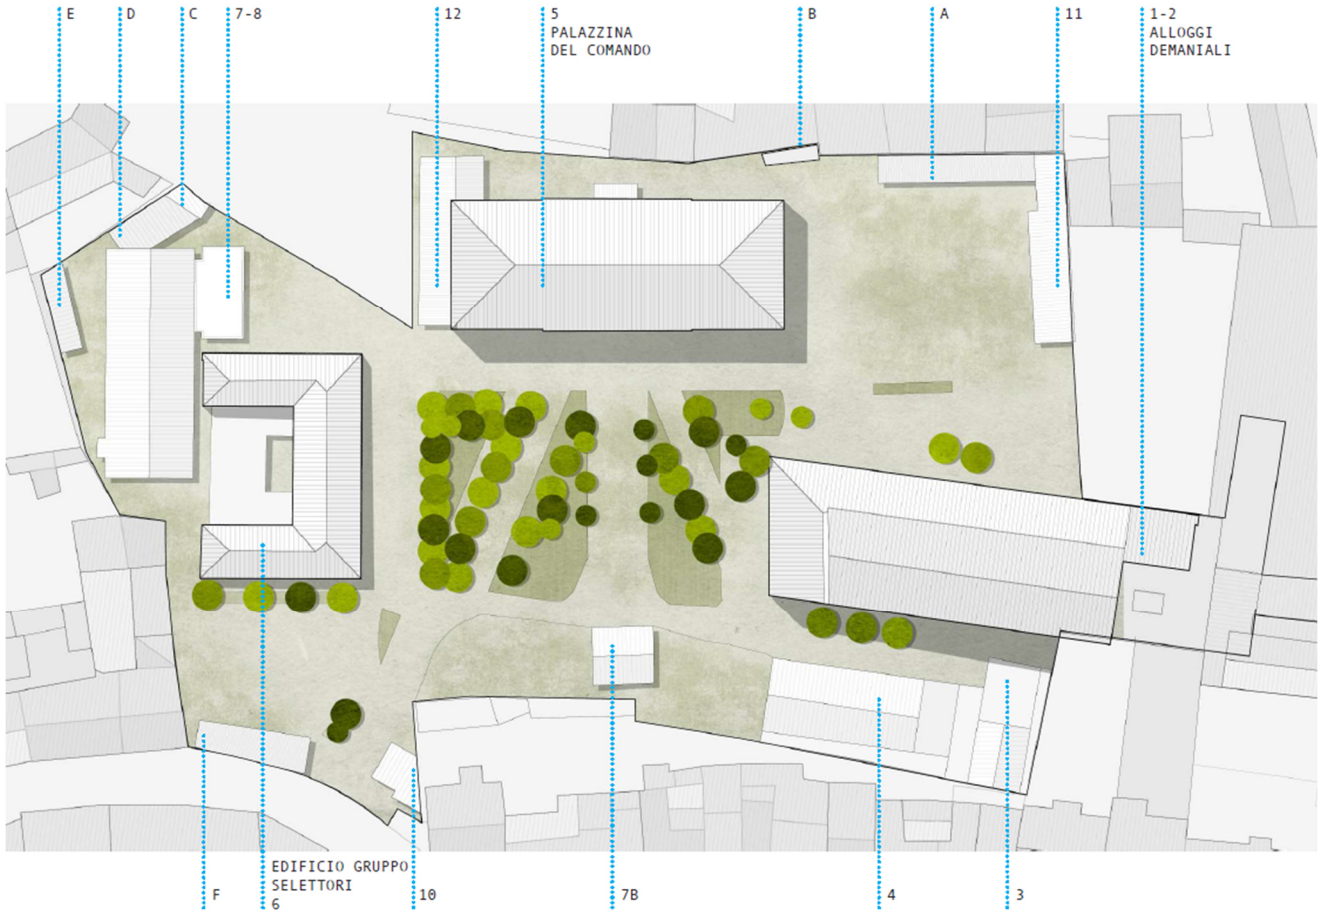 E
D
C
7-8
12
5
PALAZZINA
DEL COMANDO
B
A
11
1-2
ALLOGGI
DEMANIALI
F
EDIFICIO GRUPPO
SELETTORI
6
10
7B
4
3